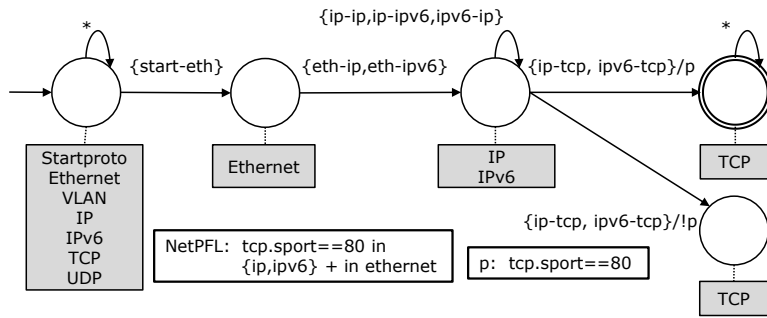 *
{ip-ip,ip-ipv6,ipv6-ip}
*
{start-eth}
{eth-ip,eth-ipv6}
{ip-tcp, ipv6-tcp}/p
Startproto
Ethernet
VLAN
IP
IPv6
TCP
UDP
Ethernet
IP
IPv6
TCP
{ip-tcp, ipv6-tcp}/!p
NetPFL: tcp.sport==80 in
{ip,ipv6} + in ethernet
p: tcp.sport==80
TCP